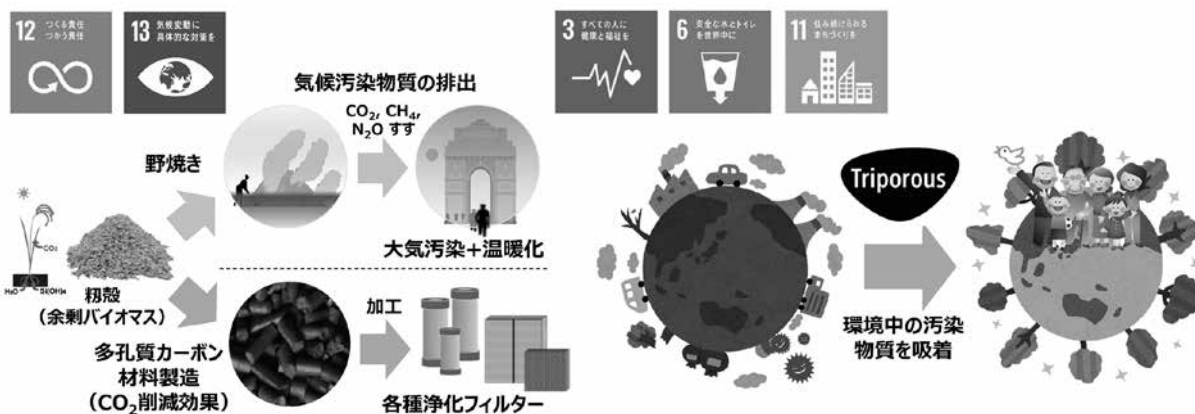 12 つくる責任
つかう責任
13 気候変動に
具体的な対策を
気候汚染物質の排出
CO₂, CH₄,
N₂O すす
野焼き
大気汚染+温暖化
CO₂
H₂O
Si(OH)₄
籾殻
(余剰バイオマス)
多孔質カーボン
材料製造
(CO₂削減効果)
加工
各種浄化フィルター
3 すべての人に
健康と福祉を
6 安全な水とトイレ
を世界中に
11 住み続けられる
まちづくりを
Triporous
環境中の汚染
物質を吸着